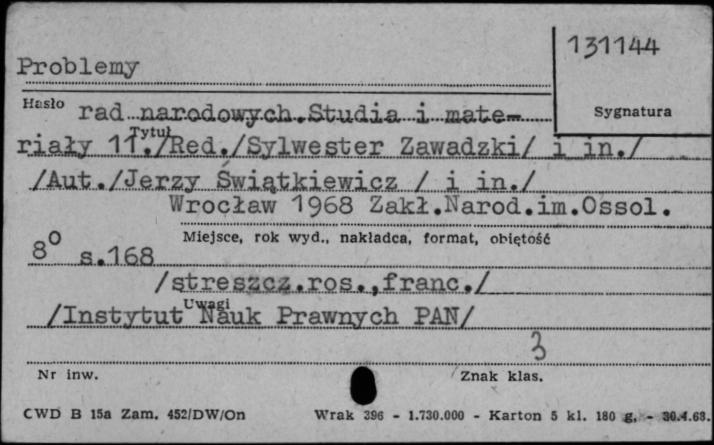 131144
Problemy
Hasło
rad narodowych.Studia i mate-
Sygnatura
Tytuł
riały 11./Red./Sylwester Zawadzki/ i in./
/Aut./Jerzy Świątkiewicz / i in./
Wrocław 1968 Zakł.Narod.im.Ossol.
Miejsce, rok wyd., nakładca, format, objętość
8° s.168
/streszcz.ros.,franc./
Uwagi
/Instytut Nauk Prawnych PAN/
3
Nr inw. Znak klas.
CWD B 15a Zam. 452/DW/On Wrak 396 - 1.730.000 - Karton 5 kl. 180 g. - 30.4.68.